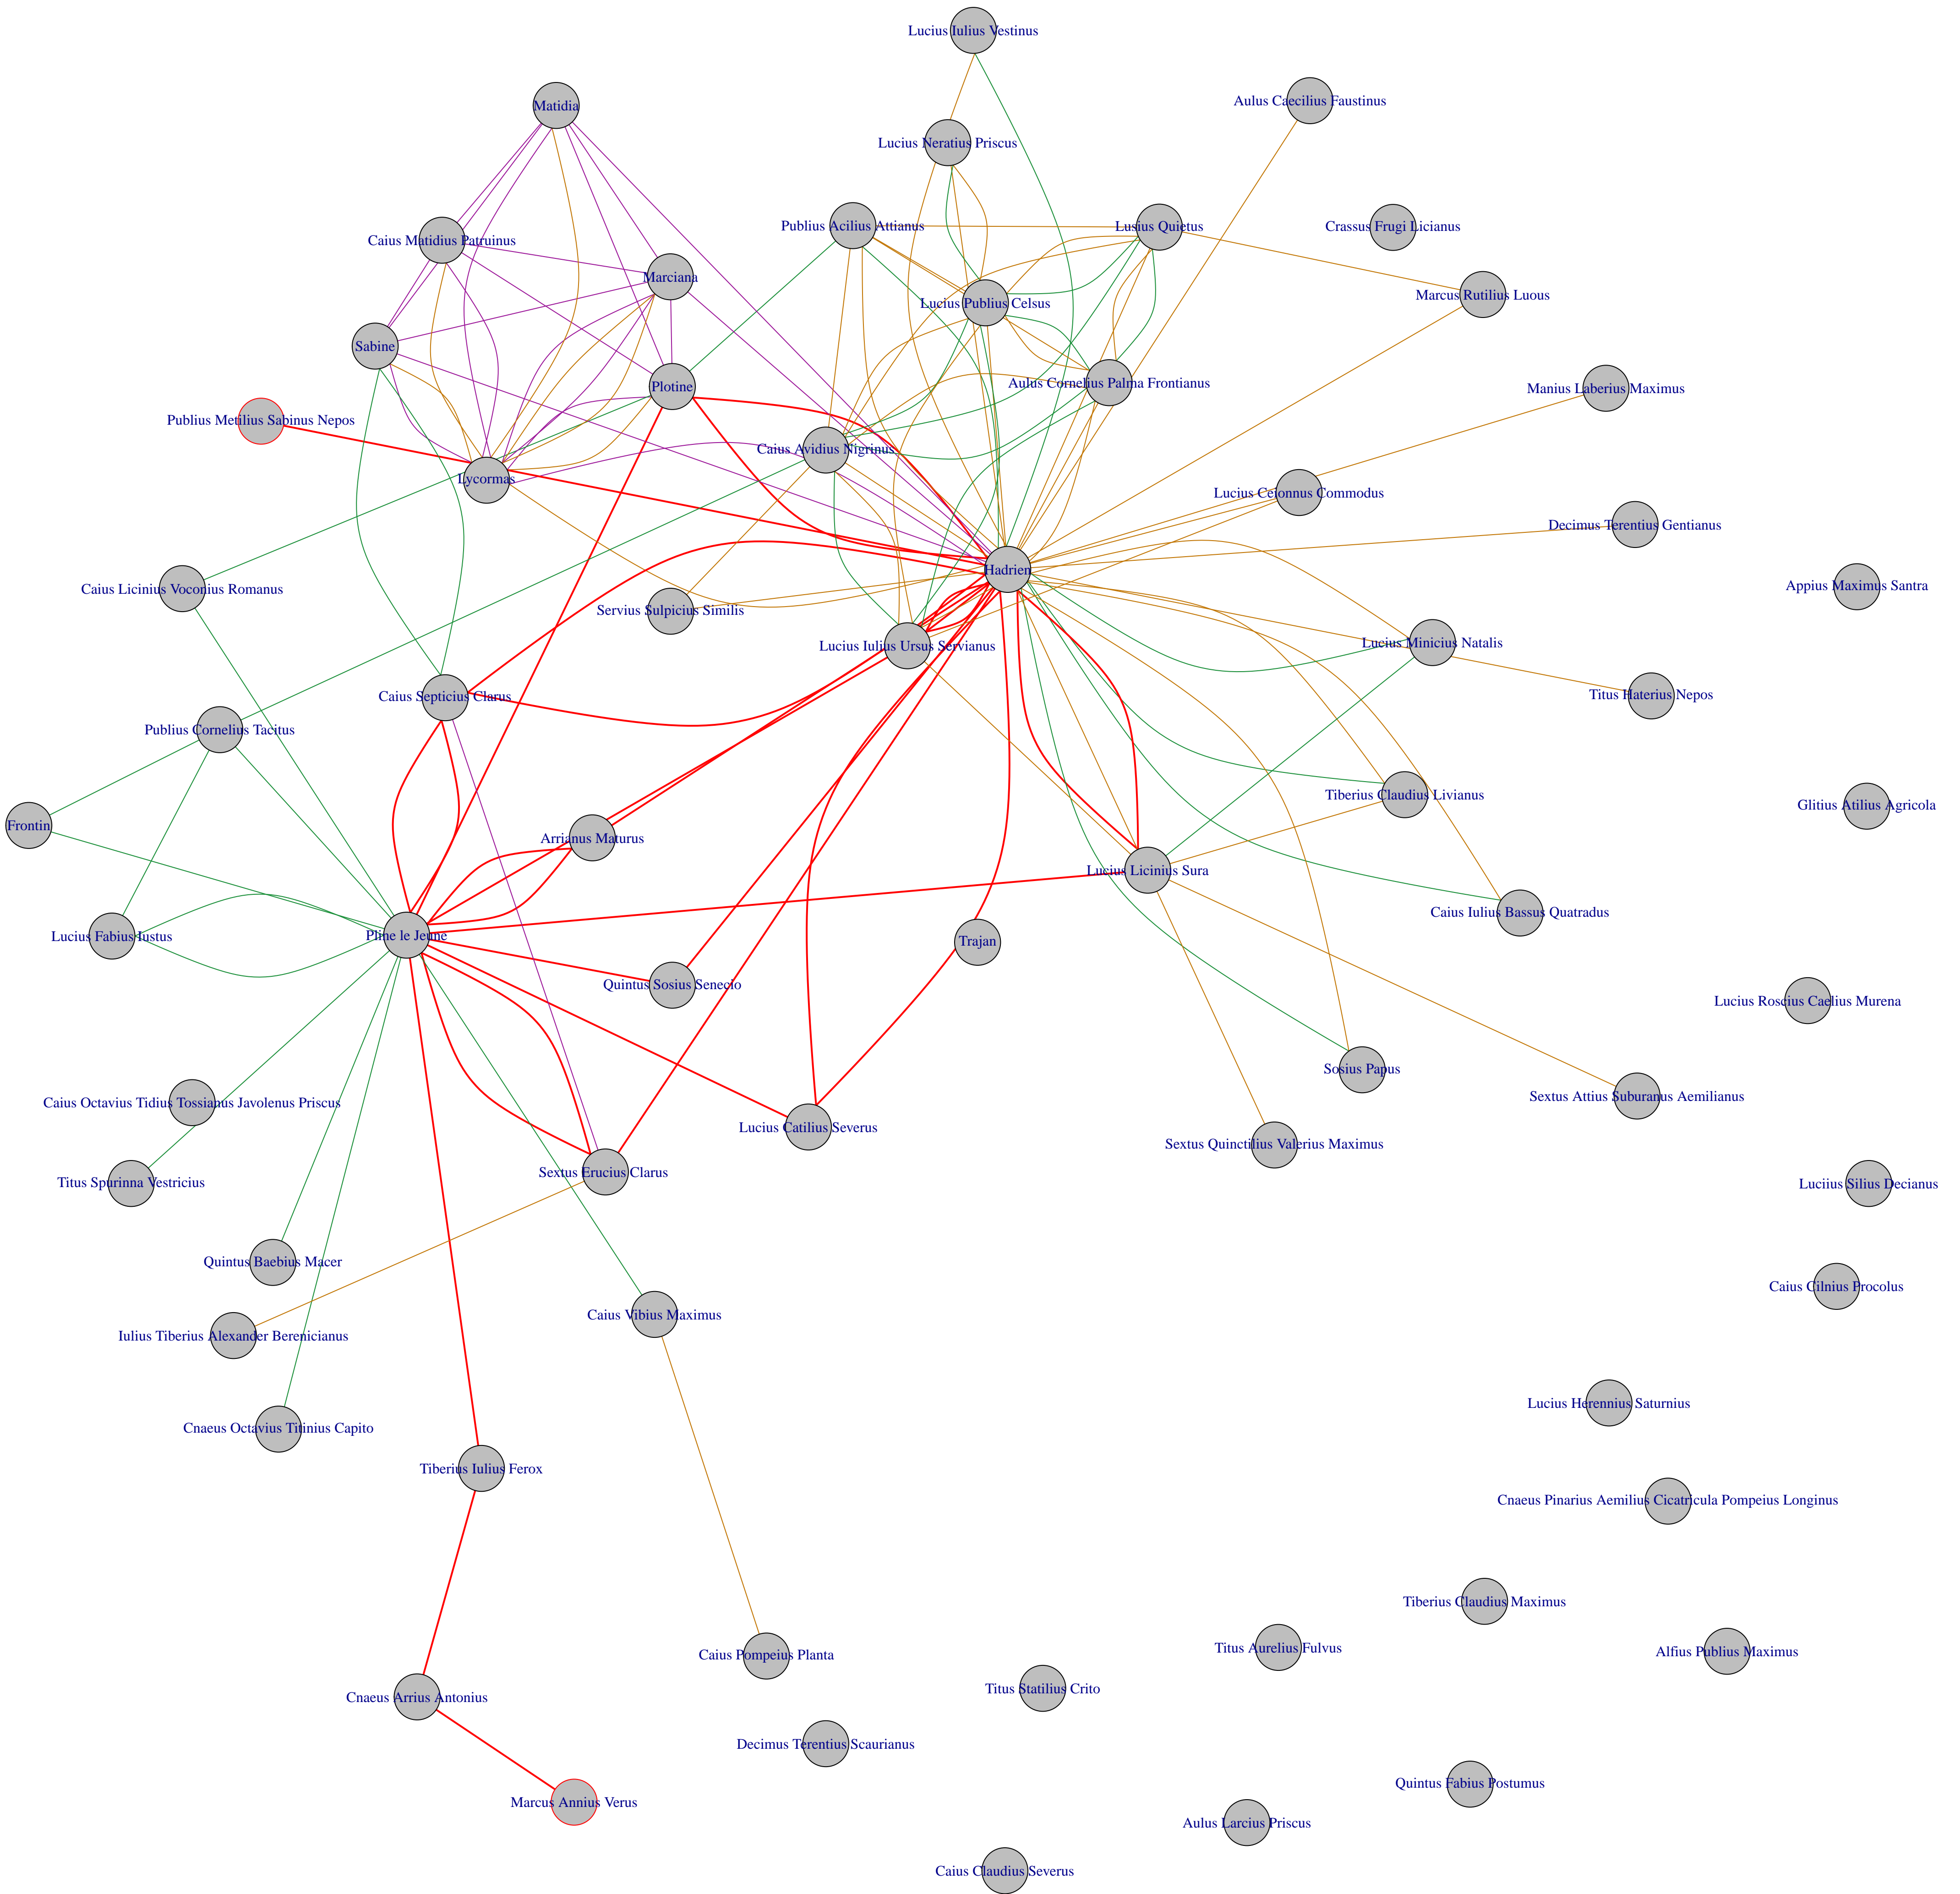 Lucius Iulius Vestinus
Aulus Caecilius Faustinus
Matidia
Lucius Neratius Priscus
Publius Acilius Attianus
Lusius Quietus
Crassus Frugi Licianus
Caius Matidius Patruinus
Marciana
Marcus Rutilius Luous
Lucius Publius Celsus
Sabine
Plotine
Aulus Cornelius Palma Frontianus
Manius Laberius Maximus
Publius Metilius Sabinus Nepos
Caius Avidius Nigrinus
Lycormas
Lucius Ceionnus Commodus
Decimus Terentius Gentianus
Hadrien
Caius Licinius Voconius Romanus
Appius Maximus Santra
Servius Sulpicius Similis
Lucius Iulius Ursus Servianus
Lucius Minicius Natalis
Caius Septicius Clarus
Titus Haterius Nepos
Publius Cornelius Tacitus
Tiberius Claudius Livianus
Glitius Atilius Agricola
Frontin
Arrianus Maturus
Lucius Licinius Sura
Caius Iulius Bassus Quatradus
Lucius Fabius Iustus
Pline le Jeune
Trajan
Quintus Sosius Senecio
Lucius Roscius Caelius Murena
Sosius Papus
Caius Octavius Tidius Tossianus Javolenus Priscus
Sextus Attius Suburanus Aemilianus
Lucius Catilius Severus
Sextus Quinctilius Valerius Maximus
Sextus Erucius Clarus
Titus Spurinna Vestricius
Luciius Silius Decianus
Quintus Baebius Macer
Caius Cilnius Procolus
Caius Vibius Maximus
Iulius Tiberius Alexander Berenicianus
Lucius Herennius Saturnius
Cnaeus Octavius Titinius Capito
Tiberius Iulius Ferox
Cnaeus Pinarius Aemilius Cicatricula Pompeius Longinus
Tiberius Claudius Maximus
Titus Aurelius Fulvus
Alfius Publius Maximus
Caius Pompeius Planta
Titus Statilius Crito
Cnaeus Arrius Antonius
Decimus Terentius Scaurianus
Quintus Fabius Postumus
Marcus Annius Verus
Aulus Larcius Priscus
Caius Claudius Severus